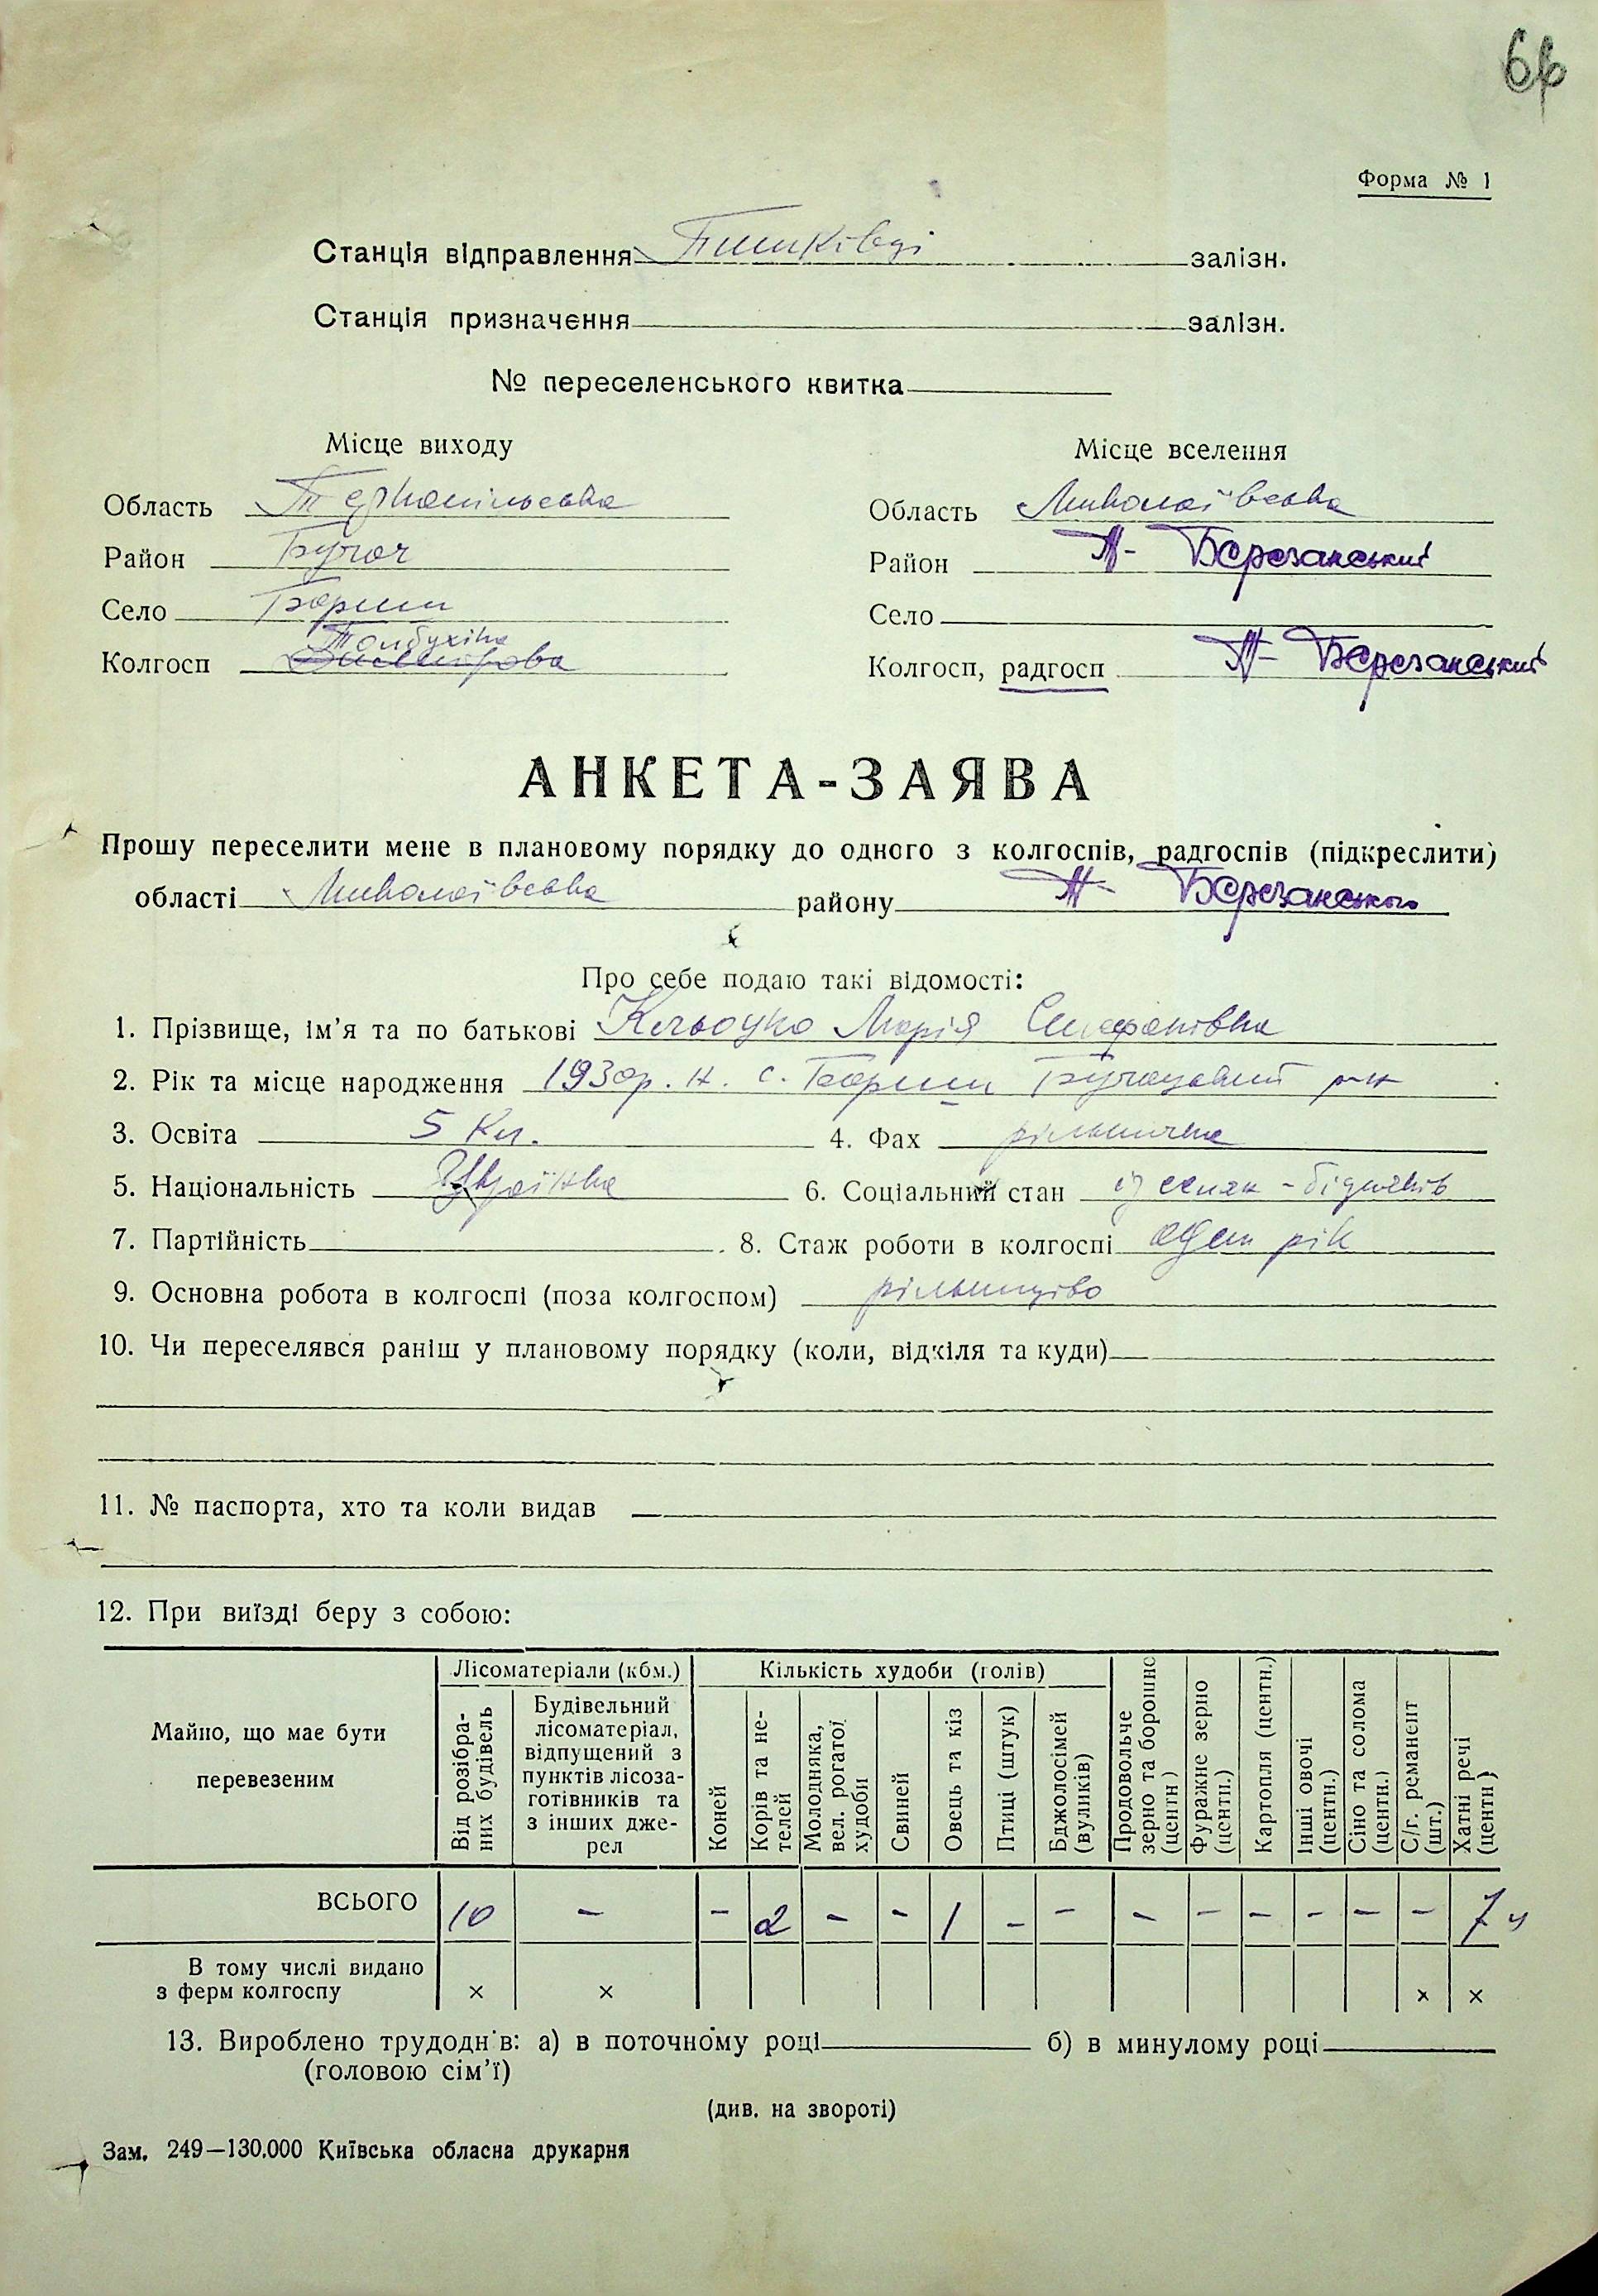 66
Форма № 1
Станція відправлення Пишківці залізн.
Станція призначення залізн.
№ переселенського квитка
Місце виходу
Місце вселення
Область Тернопільська
Область Миколаївська
Район Бучач
Район Т- Березанський
Село Бариш
Село
Толбухіна
Колгосп Димитрова
Колгосп, радгосп Т- Березанський
АНКЕТА-ЗАЯВА
Прошу переселити мене в плановому порядку до одного з колгоспів, радгоспів (підкреслити)
області Миколаївська району Т- Березанського
Про себе подаю такі відомості:
1. Прізвище, ім'я та по батькові Марія Стефанівна
2. Рік та місце народження 1930р. н. с. Бариш Бучацький р-н
3. Освіта 5 кл. 4. Фах рільнична
5. Національність Українка 6. Соціальний стан із селян - бідняків
7. Партійність 8. Стаж роботи в колгоспі один рік
9. Основна робота в колгоспі (поза колгоспом) рільництво
10. Чи переселявся раніш у плановому порядку (коли, відкіля та куди)
11. № паспорта, хто та коли видав
12. При виїзді беру з собою:
Майно, що має бути перевезеним
Лісоматеріали (кбм.)
Від розібраних будівель
Будівельний лісоматеріал, відпущений з пунктів лісозаготівників та з інших джерел
Кількість худоби (голів)
Коней
Корів та нетелей
Молодняка, вел. рогатої худоби
Свиней
Овець та кіз
Птиці (штук)
Бджолосімей (вуликів)
Продовольче зерно та борошно (центн)
Фуражне зерно (центн.)
Картопля (центн.)
Інші овочі (центн.)
Сіно та солома (центн.)
С/г. реманент (шт.)
Хатні речі (центн)
ВСЬОГО 10 – – 2 – – 1 – – – – – – – – 7 ц
В тому числі видано
з ферм колгоспу × × × ×
13. Вироблено трудоднів: а) в поточному році б) в минулому році
(головою сім'ї)
(див. на звороті)
Зам. 249—130.000 Київська обласна друкарня